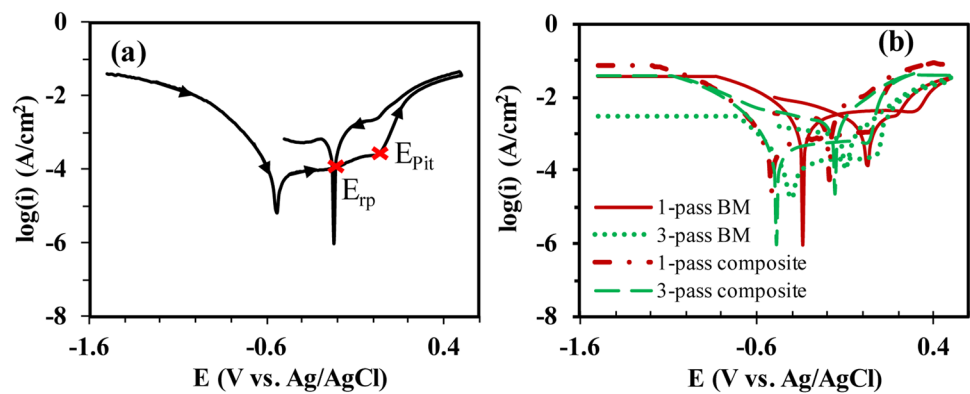 (a)
0
-2
-4
-6
-8
log(i) (A/cm²)
E_Pit
E_rp
-1.6
-0.6
0.4
E (V vs. Ag/AgCl)
(b)
0
-2
-4
-6
-8
log(i) (A/cm²)
1-pass BM
3-pass BM
1-pass composite
3-pass composite
-1.6
-0.6
0.4
E (V vs. Ag/AgCl)